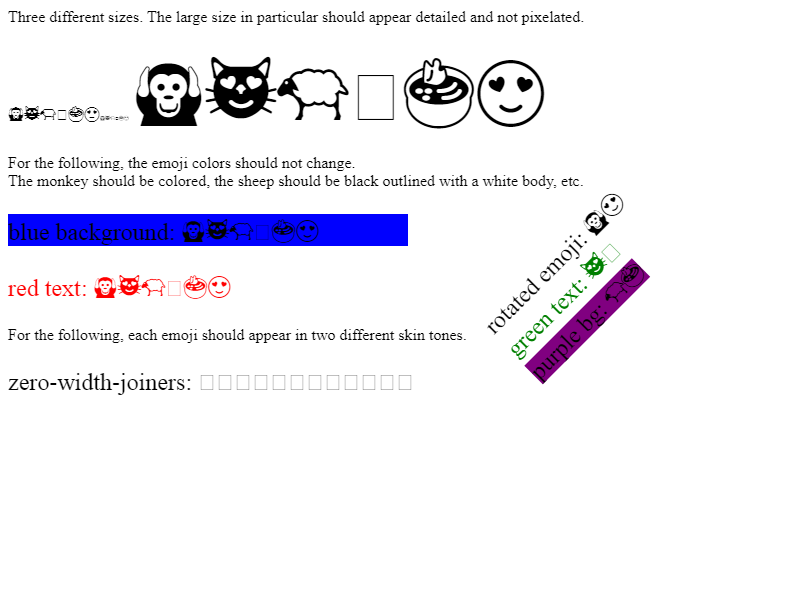 Three different sizes. The large size in particular should appear detailed and not pixelated.
For the following, the emoji colors should not change.
The monkey should be colored, the sheep should be black outlined with a white body, etc.
blue background:
red text:
rotated emoji:
green text:
purple bg:
For the following, each emoji should appear in two different skin tones.
zero-width-joiners: